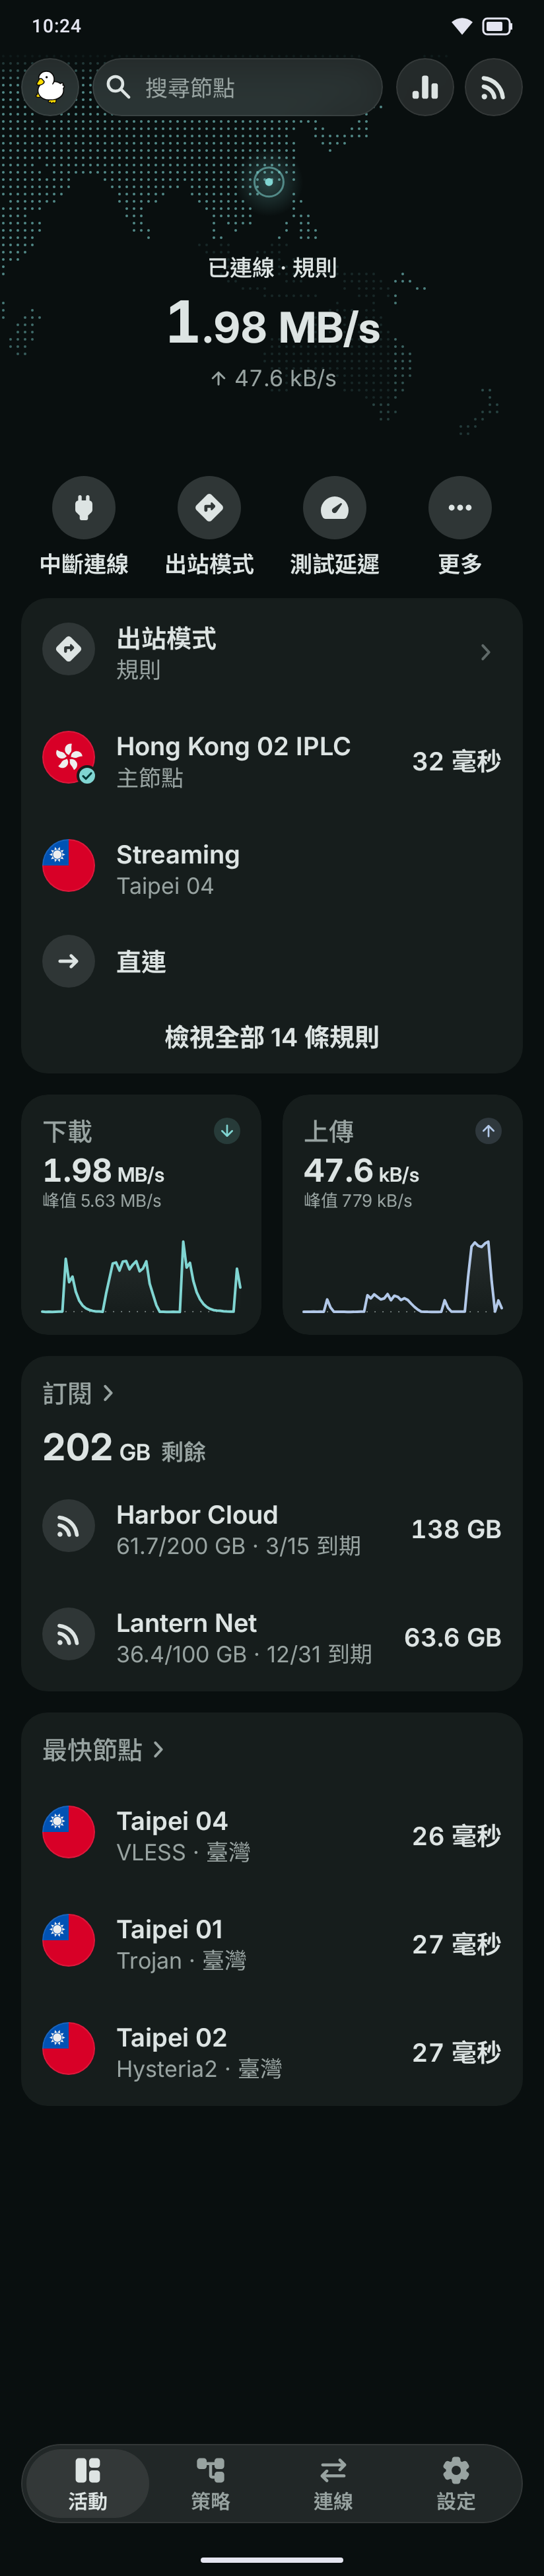 10:24
搜尋節點
已連線 · 規則
1.98 MB/s
↑ 47.6 kB/s
中斷連線
出站模式
測試延遲
更多
出站模式
規則
Hong Kong 02 IPLC
主節點
32 毫秒
Streaming
Taipei 04
直連
檢視全部 14 條規則
下載
1.98 MB/s
峰值 5.63 MB/s
上傳
47.6 kB/s
峰值 779 kB/s
訂閱
202 GB 剩餘
Harbor Cloud
61.7/200 GB · 3/15 到期
138 GB
Lantern Net
36.4/100 GB · 12/31 到期
63.6 GB
最快節點
Taipei 04
VLESS · 臺灣
26 毫秒
Taipei 01
Trojan · 臺灣
27 毫秒
Taipei 02
Hysteria2 · 臺灣
27 毫秒
活動
策略
連線
設定